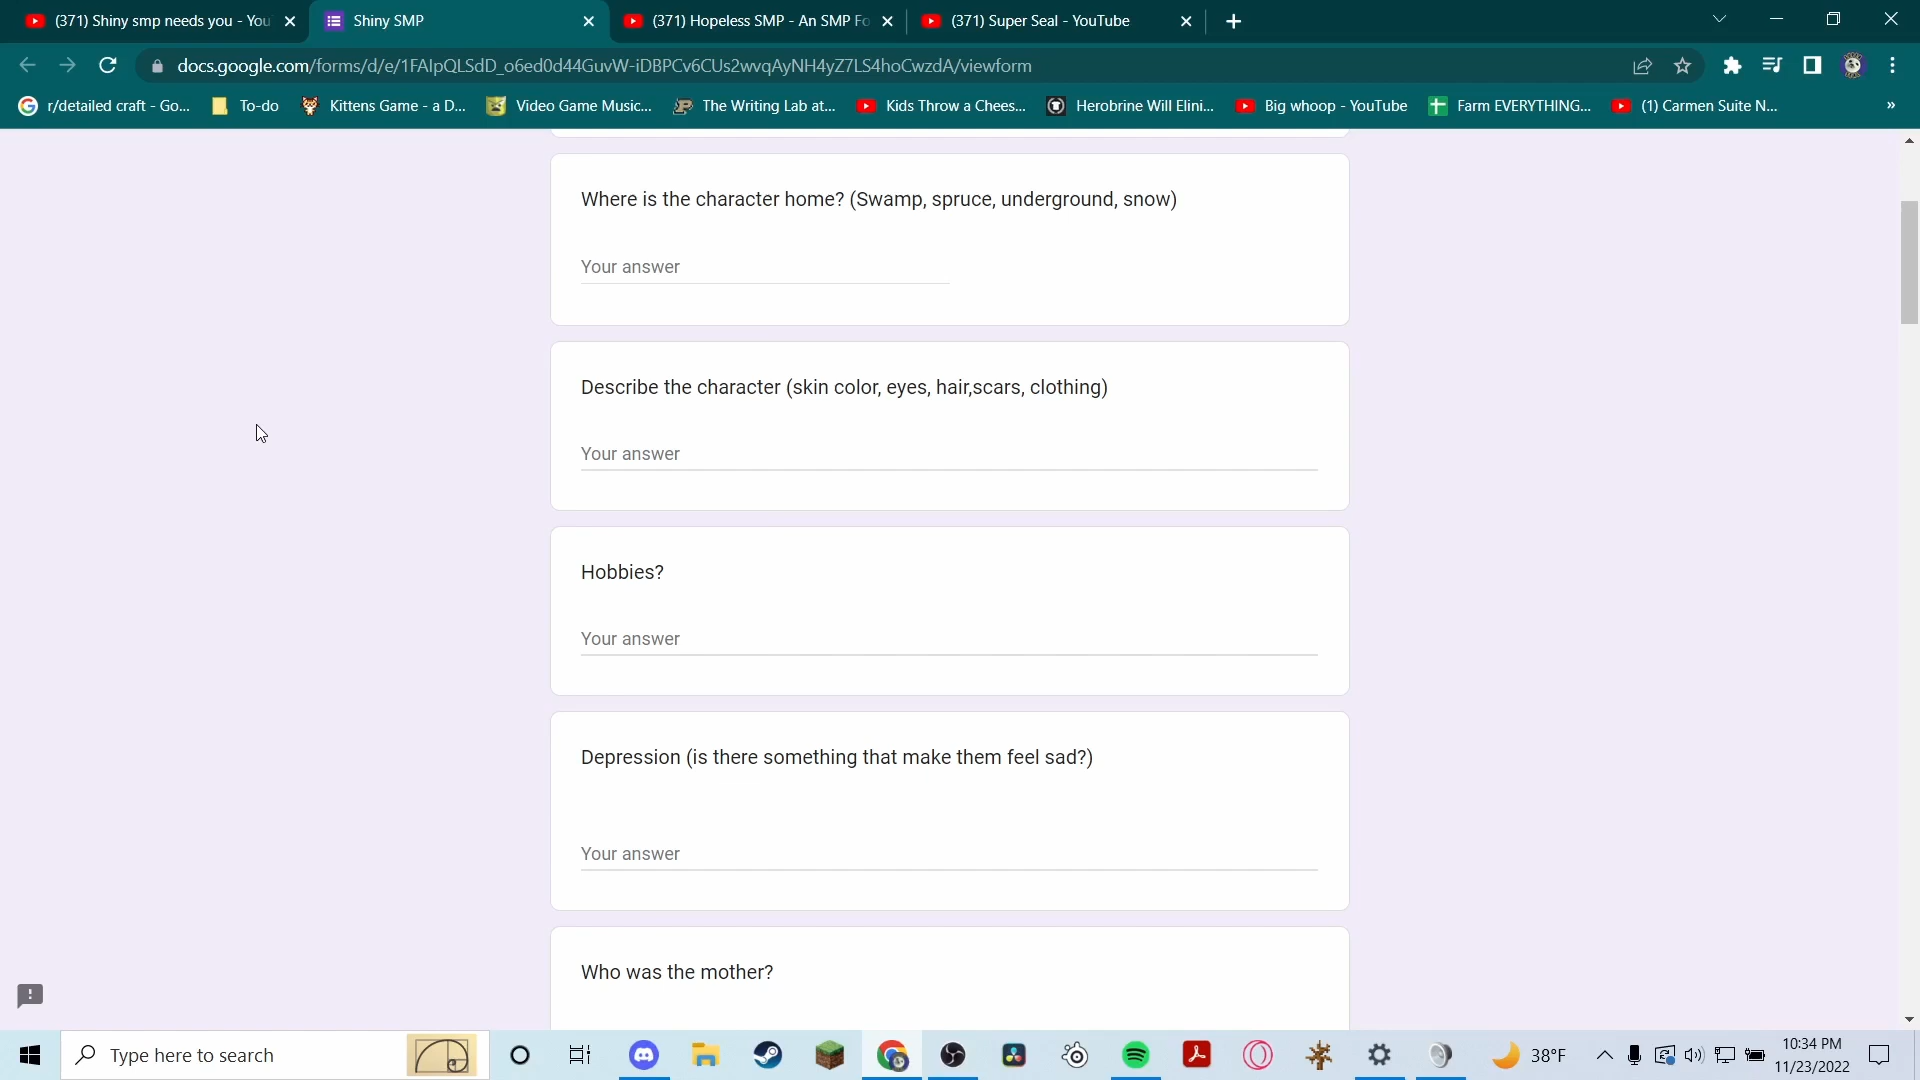 (371) Shiny smp needs you - You
Shiny SMP
(371) Hopeless SMP - An SMP Fo
(371) Super Seal - YouTube
docs.google.com/forms/d/e/1FAIpQLSdD_o6ed0d44GuvW-iDBPCv6CUs2wvqAyNH4yZ7LS4hoCwzdA/viewform
r/detailed craft - Go...
To-do
Kittens Game - a D...
Video Game Music...
The Writing Lab at...
Kids Throw a Chees...
Herobrine Will Elini...
Big whoop - YouTube
Farm EVERYTHING...
(1) Carmen Suite N...
»
Where is the character home? (Swamp, spruce, underground, snow)
Your answer
Describe the character (skin color, eyes, hair,scars, clothing)
Your answer
Hobbies?
Your answer
Depression (is there something that make them feel sad?)
Your answer
Who was the mother?
Type here to search
38°F
10:34 PM
11/23/2022